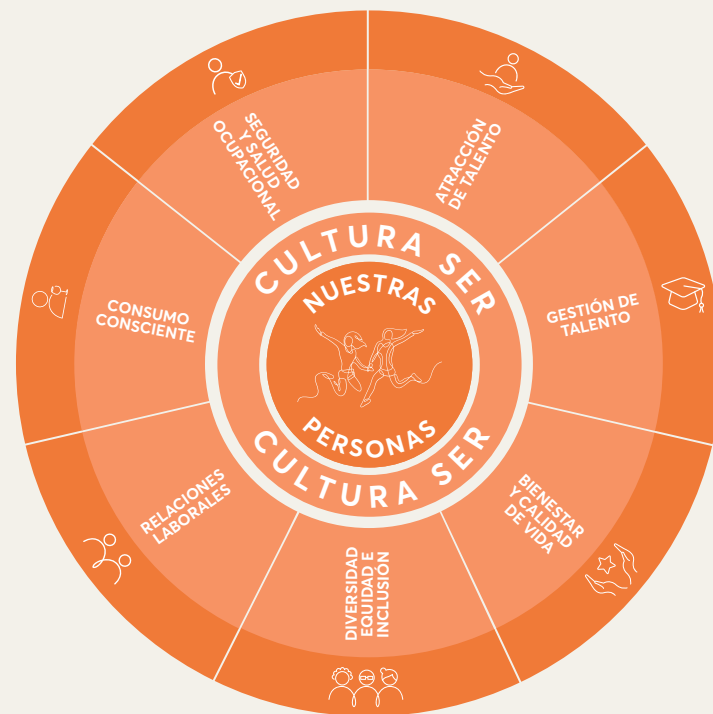 CULTURA SER
NUESTRAS
PERSONAS
CULTURA SER
ATRACCIÓN
DE TALENTO
GESTIÓN DE
TALENTO
BIENESTAR
Y CALIDAD
DE VIDA
DIVERSIDAD
EQUIDAD E
INCLUSIÓN
RELACIONES
LABORALES
CONSUMO
CONSCIENTE
SEGURIDAD
Y SALUD
OCUPACIONAL